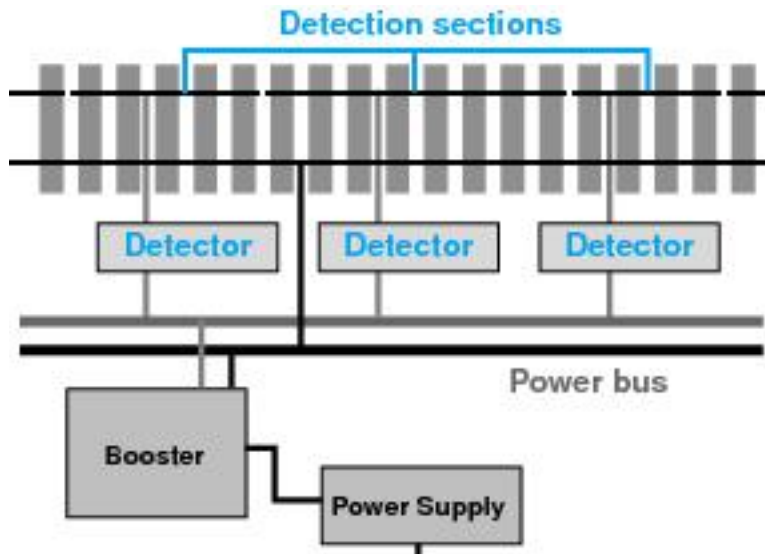 Detection sections
Detector
Detector
Detector
Power bus
Booster
Power Supply